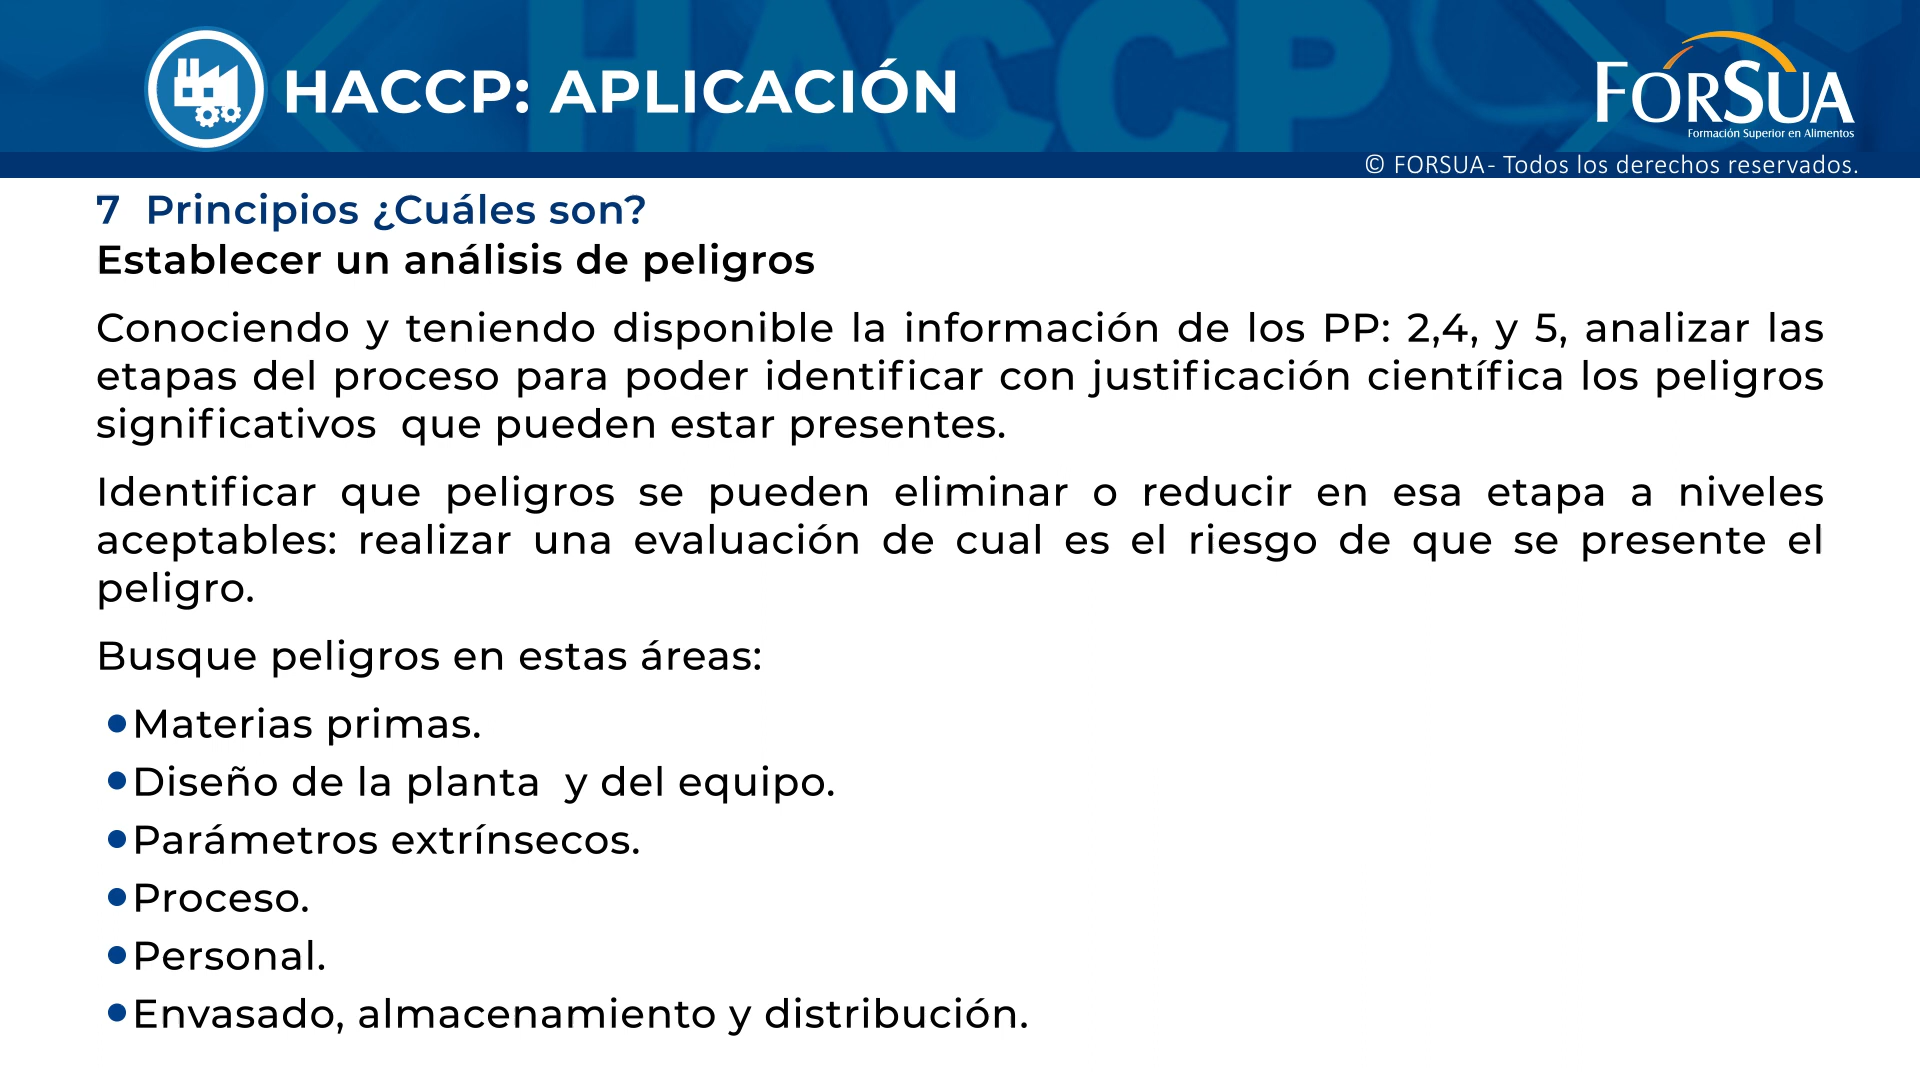 HACCP
HACCP: APLICACIÓN
FORSUA
Formación Superior en Alimentos
© FORSUA- Todos los derechos reservados.
7 Principios ¿Cuáles son?
Establecer un análisis de peligros
Conociendo y teniendo disponible la información de los PP: 2,4, y 5, analizar las
etapas del proceso para poder identificar con justificación científica los peligros
significativos que pueden estar presentes.
Identificar que peligros se pueden eliminar o reducir en esa etapa a niveles
aceptables: realizar una evaluación de cual es el riesgo de que se presente el
peligro.
Busque peligros en estas áreas:
●Materias primas.
●Diseño de la planta y del equipo.
●Parámetros extrínsecos.
●Proceso.
●Personal.
●Envasado, almacenamiento y distribución.